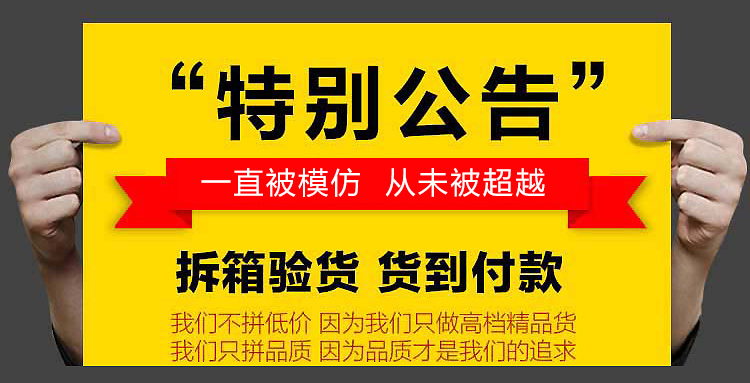 “特别公告”
一直被模仿 从未被超越
拆箱验货 货到付款
我们不拼低价 因为我们只做高档精品货
我们只拼品质 因为品质才是我们的追求